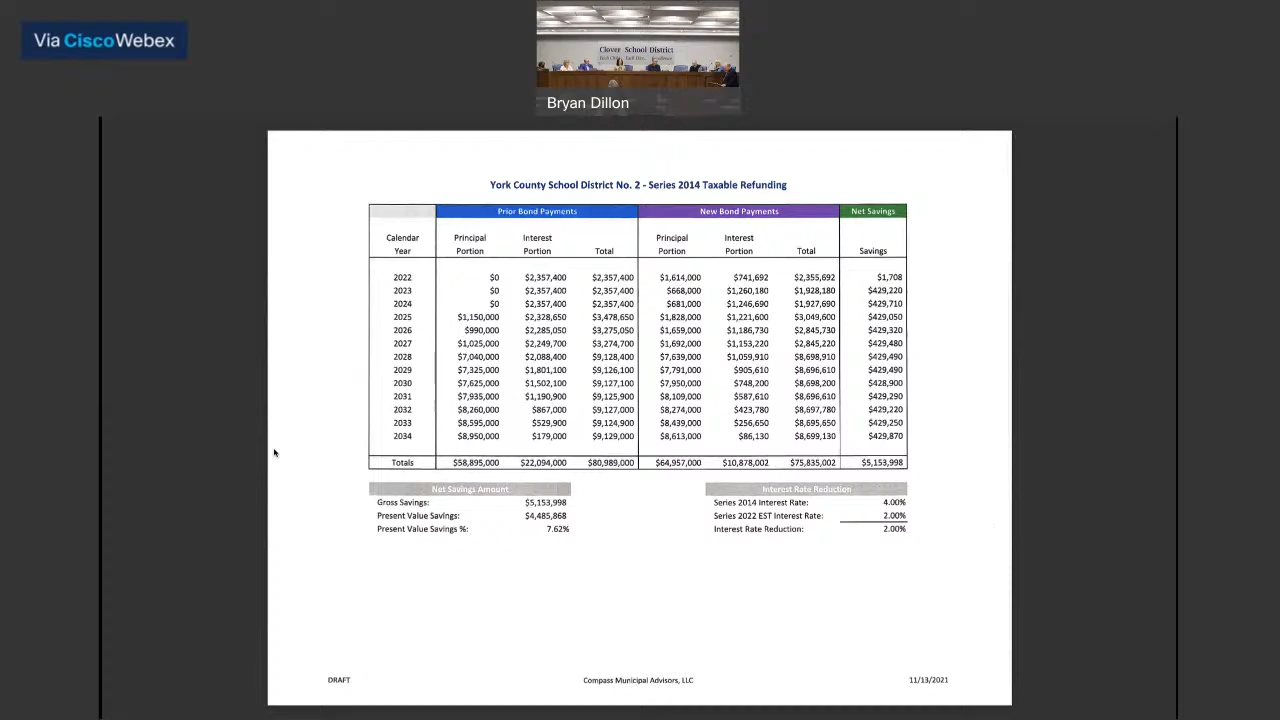 Via Cisco Webex
Clover School District
Bryan Dillon
York County School District No. 2 - Series 2014 Taxable Refunding
Prior Bond Payments New Bond Payments Net Savings
Calendar Principal Interest Principal Interest
Year Portion Portion Total Portion Portion Total Savings
2022 $0 $2,357,400 $2,357,400 $1,614,000 $741,692 $2,355,692 $1,708
2023 $0 $2,357,400 $2,357,400 $668,000 $1,260,180 $1,928,180 $429,220
2024 $0 $2,357,400 $2,357,400 $681,000 $1,246,690 $1,927,690 $429,710
2025 $1,150,000 $2,328,650 $3,478,650 $1,828,000 $1,221,600 $3,049,600 $429,050
2026 $990,000 $2,285,050 $3,275,050 $1,659,000 $1,186,730 $2,845,730 $429,320
2027 $1,025,000 $2,249,700 $3,274,700 $1,692,000 $1,153,220 $2,845,220 $429,480
2028 $7,040,000 $2,088,400 $9,128,400 $7,639,000 $1,059,910 $8,698,910 $429,490
2029 $7,325,000 $1,801,100 $9,126,100 $7,791,000 $905,610 $8,696,610 $429,490
2030 $7,625,000 $1,502,100 $9,127,100 $7,950,000 $748,200 $8,698,200 $428,900
2031 $7,935,000 $1,190,900 $9,125,900 $8,109,000 $587,610 $8,696,610 $429,290
2032 $8,260,000 $867,000 $9,127,000 $8,274,000 $423,780 $8,697,780 $429,220
2033 $8,595,000 $529,900 $9,124,900 $8,439,000 $256,650 $8,695,650 $429,250
2034 $8,950,000 $179,000 $9,129,000 $8,613,000 $86,130 $8,699,130 $429,870
Totals $58,895,000 $22,094,000 $80,989,000 $64,957,000 $10,878,002 $75,835,002 $5,153,998
Net Savings Amount Interest Rate Reduction
Gross Savings: $5,153,998 Series 2014 Interest Rate: 4.00%
Present Value Savings: $4,485,868 Series 2022 EST Interest Rate: 2.00%
Present Value Savings %: 7.62% Interest Rate Reduction: 2.00%
DRAFT Compass Municipal Advisors, LLC 11/13/2021